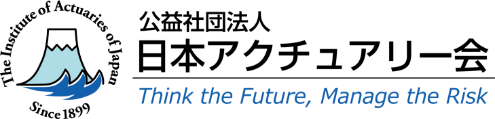 The Institute of Actuaries of Japan
Since 1899
公益社団法人
日本アクチュアリー会
Think the Future, Manage the Risk